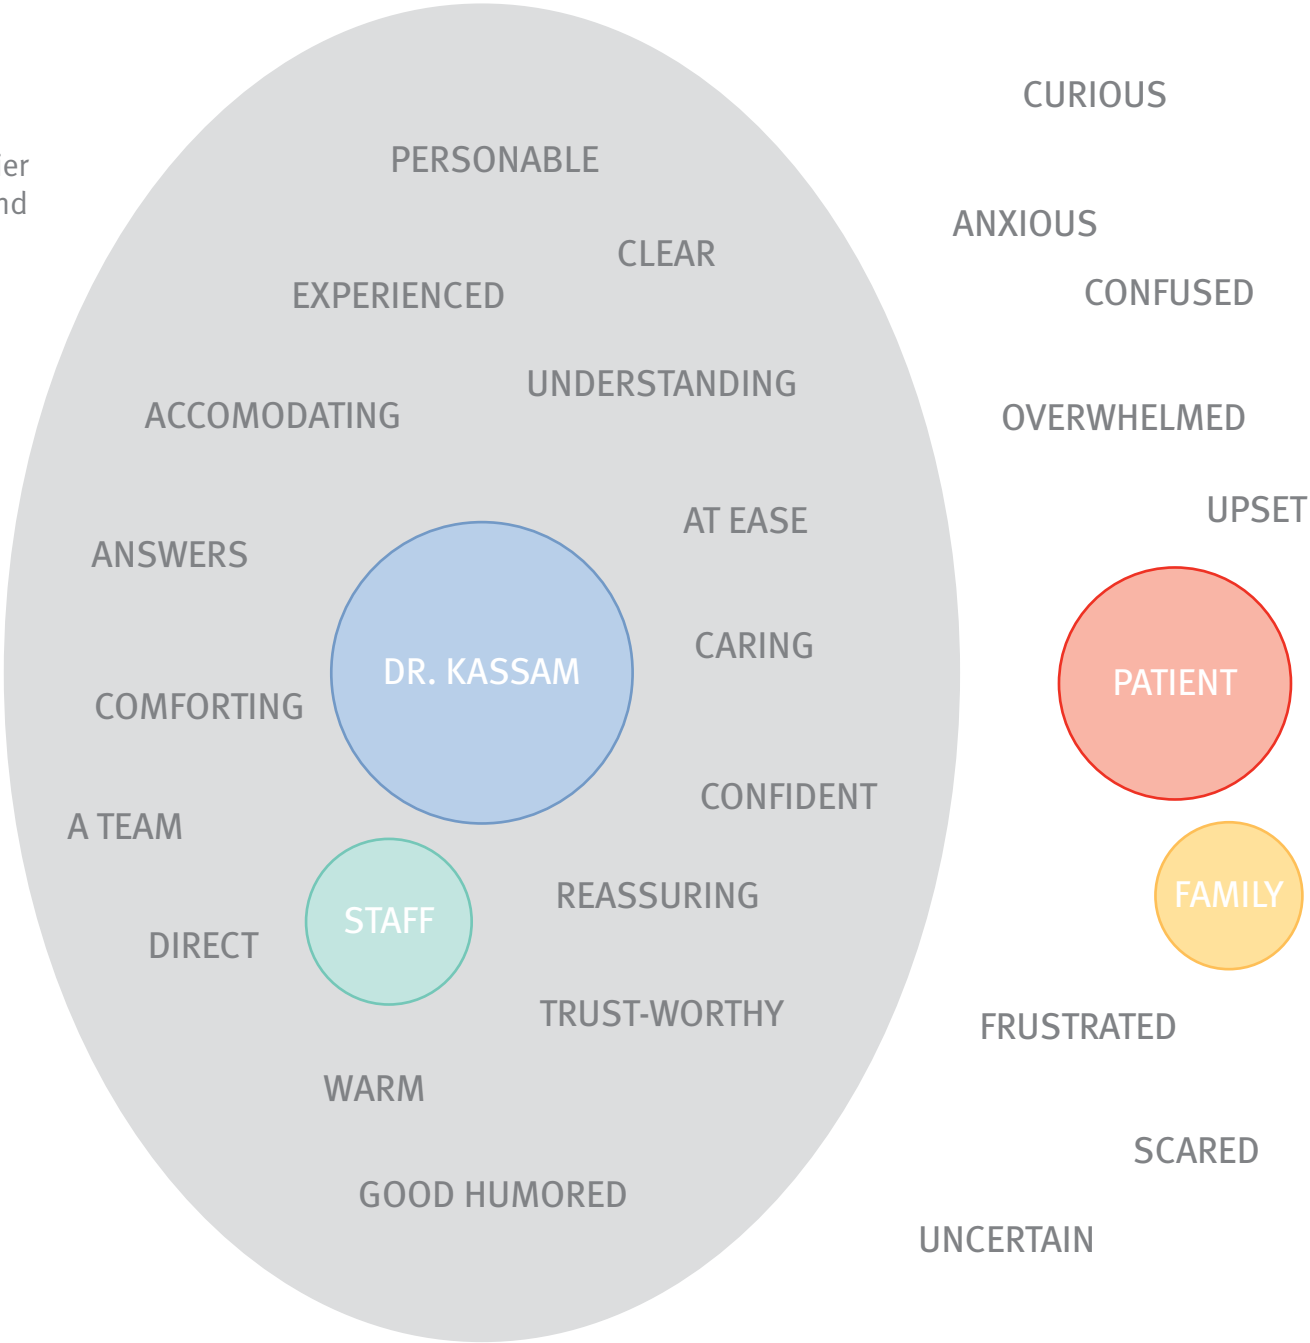 CURIOUS
PERSONABLE
ANXIOUS
CLEAR
CONFUSED
EXPERIENCED
UNDERSTANDING
ACCOMODATING
OVERWHELMED
UPSET
AT EASE
ANSWERS
CARING
DR. KASSAM
PATIENT
COMFORTING
CONFIDENT
A TEAM
REASSURING
FAMILY
STAFF
DIRECT
TRUST-WORTHY
FRUSTRATED
WARM
SCARED
GOOD HUMORED
UNCERTAIN